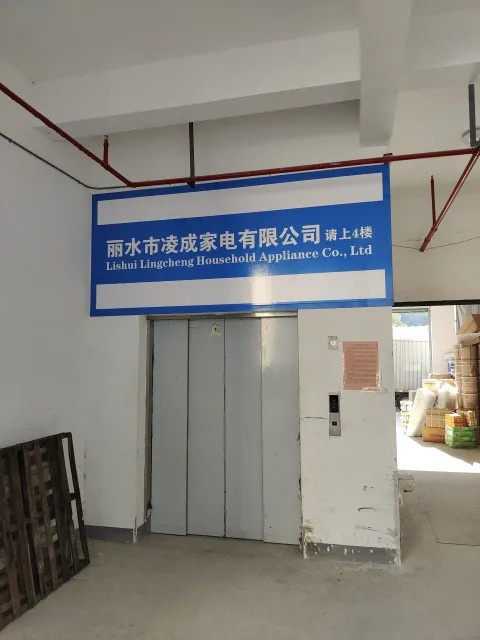 丽水市凌成家电有限公司 请上4楼
Lishui Lingcheng Household Appliance Co., Ltd